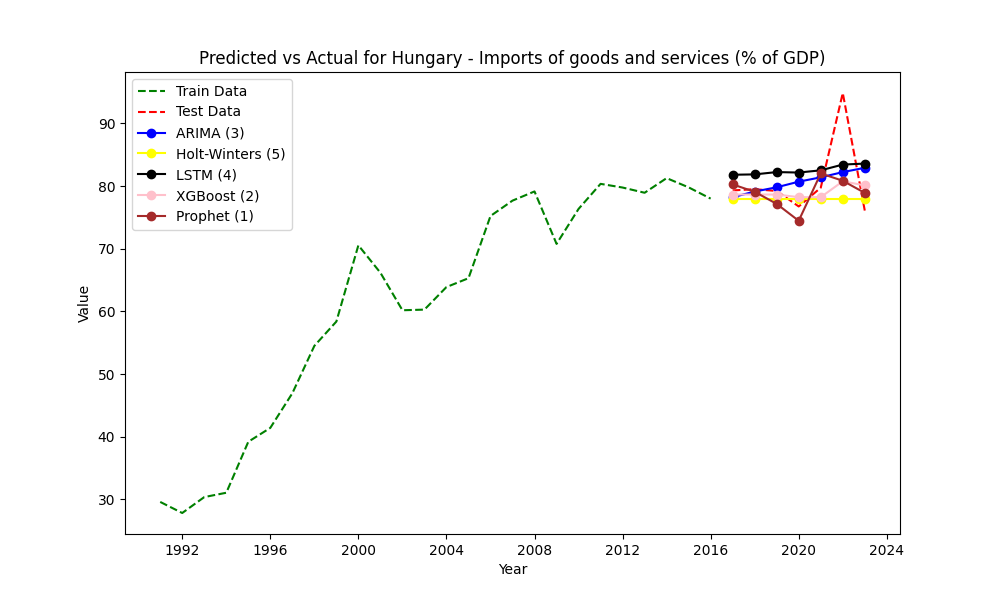 Predicted vs Actual for Hungary - Imports of goods and services (% of GDP)
Train Data
Test Data
ARIMA (3)
Holt-Winters (5)
LSTM (4)
XGBoost (2)
Prophet (1)
Value
90
80
70
60
50
40
30
1992 1996 2000 2004 2008 2012 2016 2020 2024
Year